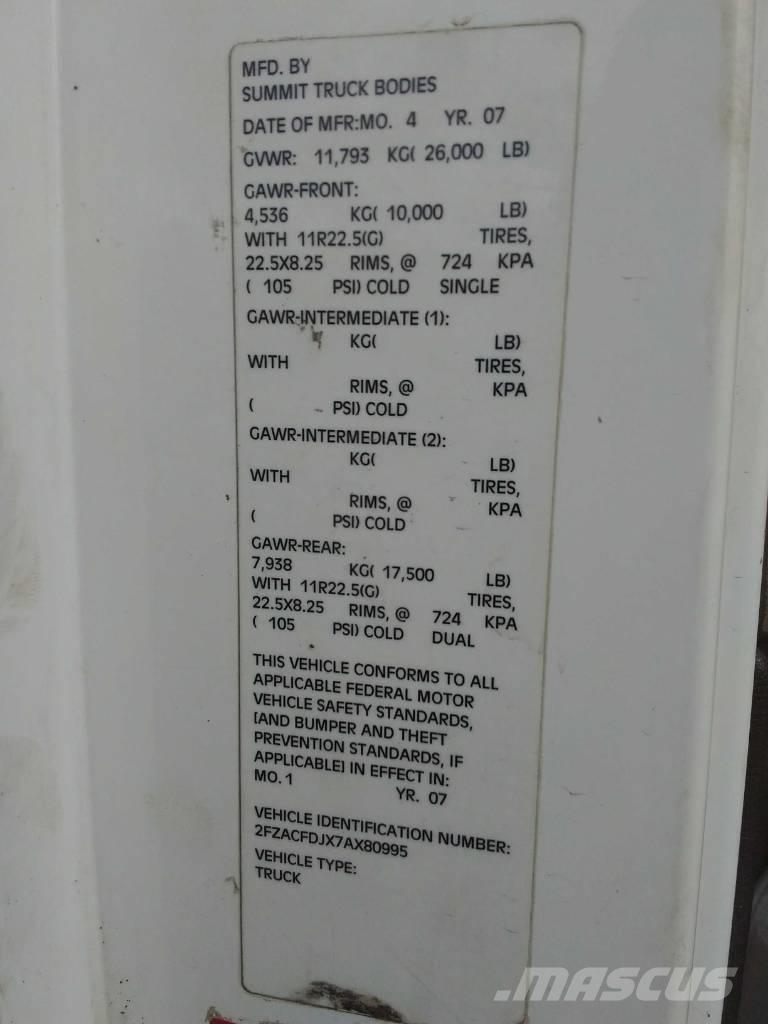 MFD. BY
SUMMIT TRUCK BODIES
DATE OF MFR:MO. 4 YR. 07
GVWR: 11,793 KG( 26,000 LB)
GAWR-FRONT:
4,536 KG( 10,000 LB)
WITH 11R22.5(G) TIRES,
22.5X8.25 RIMS, @ 724 KPA
( 105 PSI) COLD SINGLE
GAWR-INTERMEDIATE (1):
KG( LB)
WITH TIRES,
RIMS, @ KPA
( PSI) COLD
GAWR-INTERMEDIATE (2):
KG( LB)
WITH TIRES,
RIMS, @ KPA
( PSI) COLD
GAWR-REAR:
7,938 KG( 17,500 LB)
WITH 11R22.5(G) TIRES,
22.5X8.25 RIMS, @ 724 KPA
( 105 PSI) COLD DUAL
THIS VEHICLE CONFORMS TO ALL
APPLICABLE FEDERAL MOTOR
VEHICLE SAFETY STANDARDS,
[AND BUMPER AND THEFT
PREVENTION STANDARDS, IF
APPLICABLE] IN EFFECT IN:
MO. 1 YR. 07
VEHICLE IDENTIFICATION NUMBER:
2FZACFDJX7AX80995
VEHICLE TYPE:
TRUCK
MASCUS